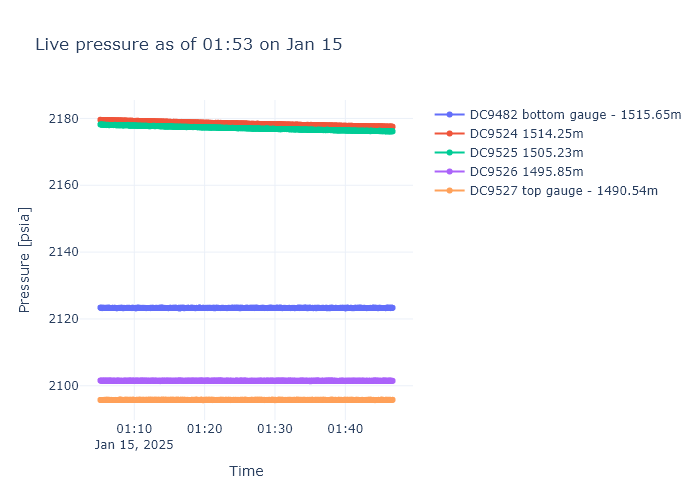 Live pressure as of 01:53 on Jan 15
DC9482 bottom gauge - 1515.65m
DC9524 1514.25m
DC9525 1505.23m
DC9526 1495.85m
DC9527 top gauge - 1490.54m
Pressure [psia]
2180
2160
2140
2120
2100
01:10
01:20
01:30
01:40
Jan 15, 2025
Time